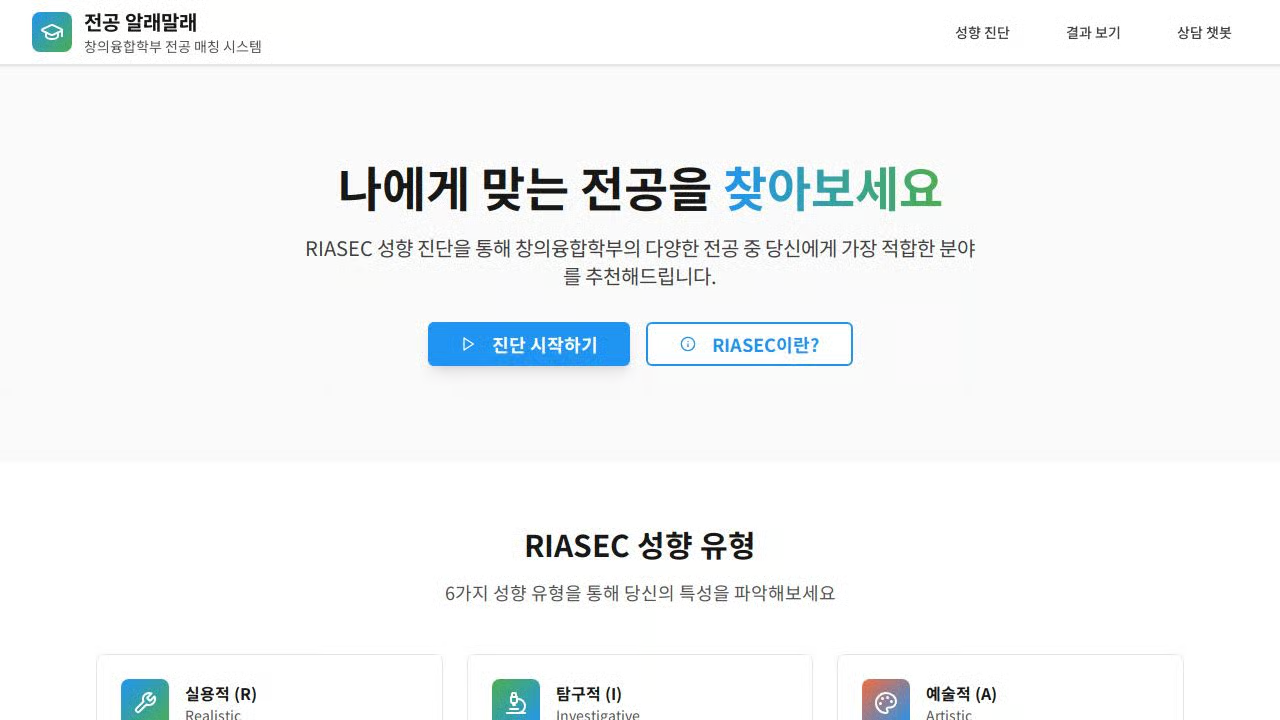 전공 알래말래
창의융합학부 전공 매칭 시스템
성향 진단
결과 보기
상담 챗봇
나에게 맞는 전공을 찾아보세요
RIASEC 성향 진단을 통해 창의융합학부의 다양한 전공 중 당신에게 가장 적합한 분야
를 추천해드립니다.
진단 시작하기
RIASEC이란?
RIASEC 성향 유형
6가지 성향 유형을 통해 당신의 특성을 파악해보세요
실용적 (R)
Realistic
탐구적 (I)
Investigative
예술적 (A)
Artistic